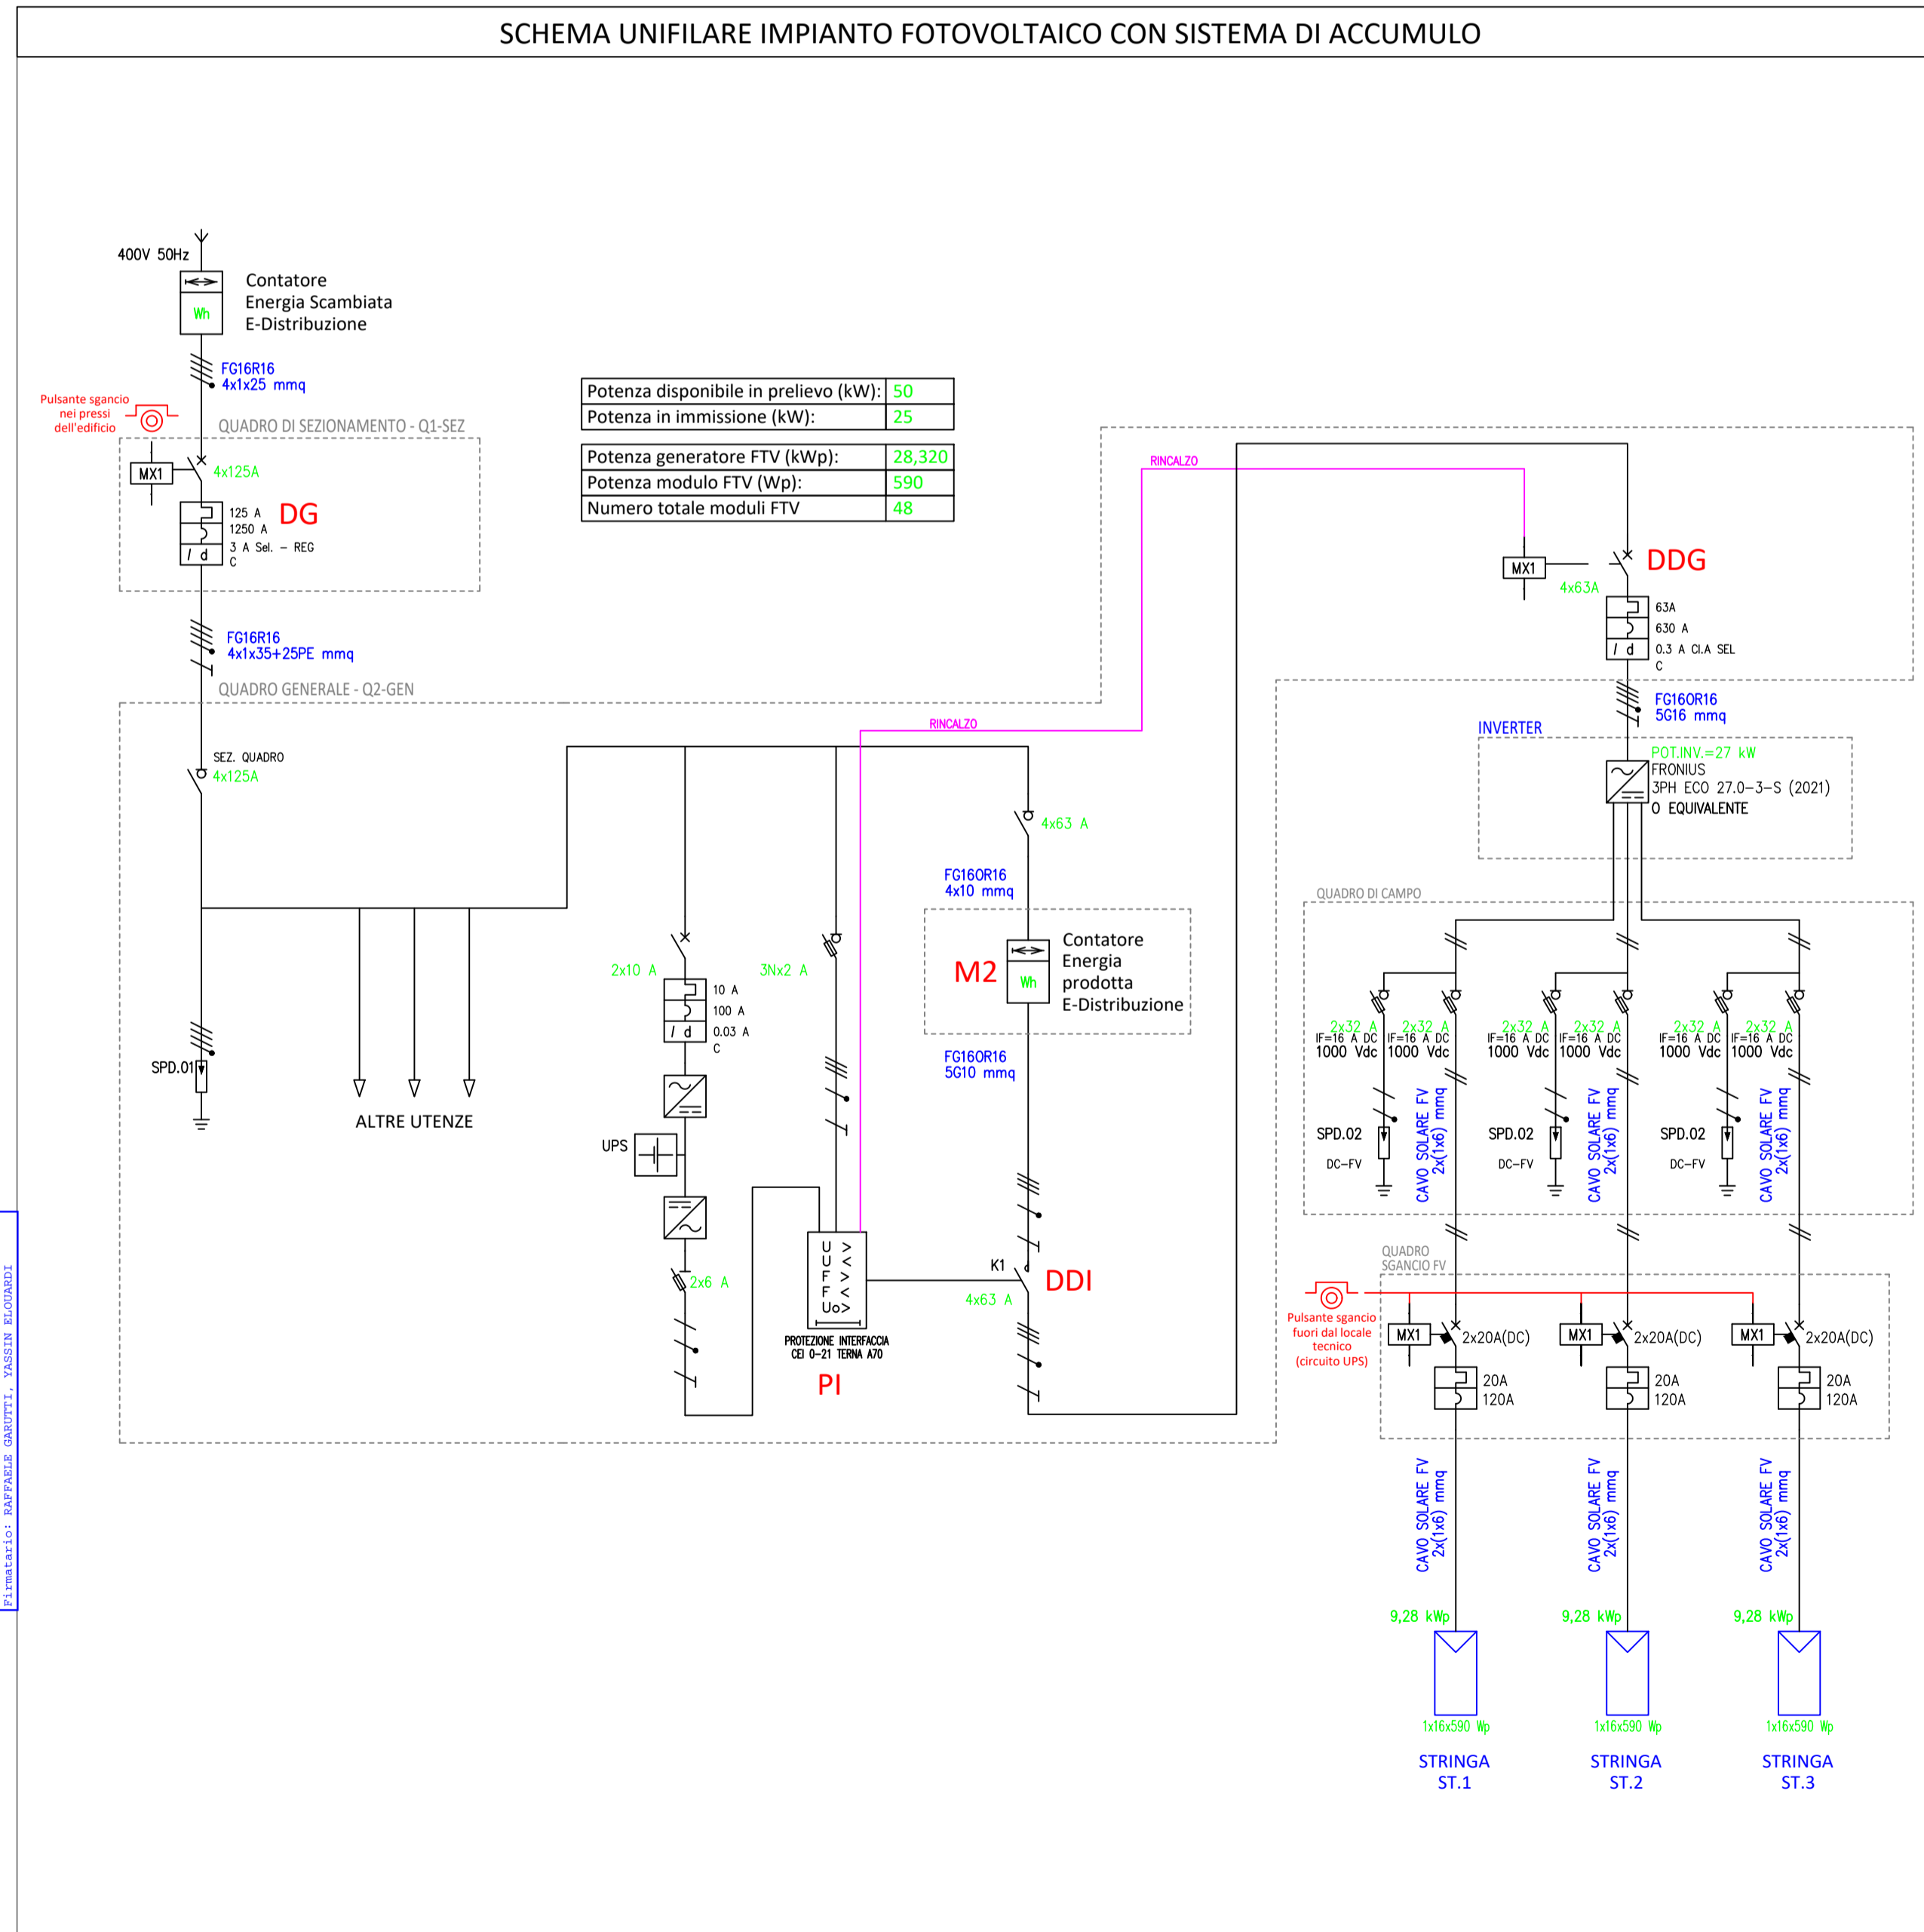 SCHEMA UNIFILARE IMPIANTO FOTOVOLTAICO CON SISTEMA DI ACCUMULO
400V 50Hz
Wh
Contatore
Energia Scambiata
E-Distribuzione
FG16R16
4x1x25 mmq
Pulsante sgancio
nei pressi
dell'edificio
QUADRO DI SEZIONAMENTO - Q1-SEZ
MX1
4x125A
125 A
1250 A
I d
3 A Sel. - REG
C
DG
FG16R16
4x1x35+25PE mmq
Potenza disponibile in prelievo (kW): 50
Potenza in immissione (kW): 25
Potenza generatore FTV (kWp): 28,320
Potenza modulo FTV (Wp): 590
Numero totale moduli FTV 48
QUADRO GENERALE - Q2-GEN
SEZ. QUADRO
4x125A
SPD.01
ALTRE UTENZE
2x10 A
10 A
100 A
I d
0.03 A
C
UPS
2x6 A
3Nx2 A
U >
U <
F >
F <
Uo>
PROTEZIONE INTERFACCIA
CEI 0-21 TERNA A70
PI
RINCALZO
RINCALZO
4x63 A
FG16OR16
4x10 mmq
M2
Wh
Contatore
Energia
prodotta
E-Distribuzione
FG16OR16
5G10 mmq
K1
4x63 A
DDI
MX1
4x63A
DDG
63A
630 A
I d
0.3 A Cl.A SEL
C
FG16OR16
5G16 mmq
INVERTER
POT.INV.=27 kW
FRONIUS
3PH ECO 27.0-3-S (2021)
O EQUIVALENTE
QUADRO DI CAMPO
2x32 A
IF=16 A DC
1000 Vdc
2x32 A
IF=16 A DC
1000 Vdc
2x32 A
IF=16 A DC
1000 Vdc
2x32 A
IF=16 A DC
1000 Vdc
2x32 A
IF=16 A DC
1000 Vdc
2x32 A
IF=16 A DC
1000 Vdc
SPD.02
DC-FV
CAVO SOLARE FV
2x(1x6) mmq
SPD.02
DC-FV
CAVO SOLARE FV
2x(1x6) mmq
SPD.02
DC-FV
CAVO SOLARE FV
2x(1x6) mmq
QUADRO
SGANCIO FV
Pulsante sgancio
fuori dal locale
tecnico
(circuito UPS)
MX1
2x20A(DC)
20A
120A
MX1
2x20A(DC)
20A
120A
MX1
2x20A(DC)
20A
120A
CAVO SOLARE FV
2x(1x6) mmq
CAVO SOLARE FV
2x(1x6) mmq
CAVO SOLARE FV
2x(1x6) mmq
9,28 kWp
9,28 kWp
9,28 kWp
1x16x590 Wp
1x16x590 Wp
1x16x590 Wp
STRINGA
ST.1
STRINGA
ST.2
STRINGA
ST.3
Firmatario: RAFFAELE GARUTTI, YASSIN ELOUARDI